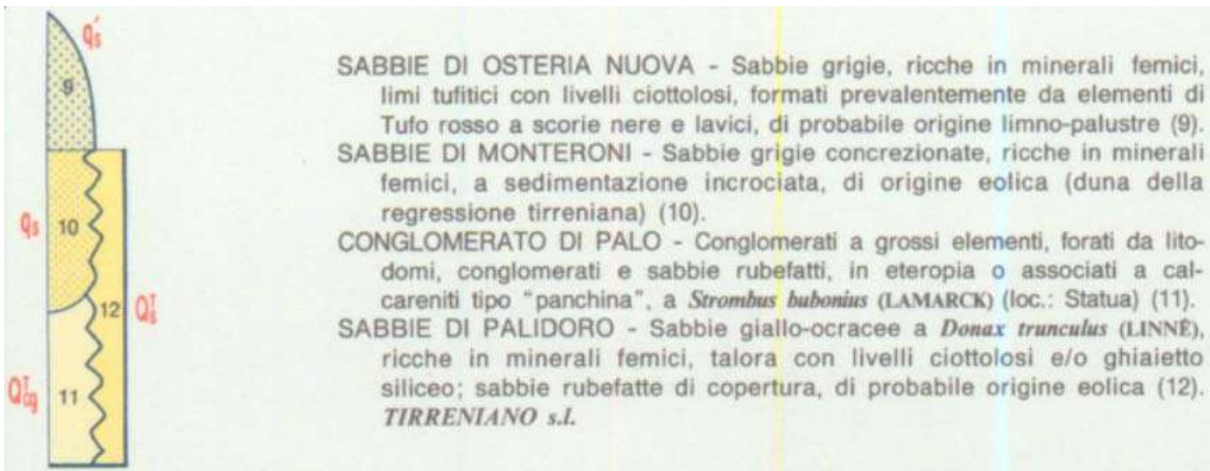 q's
9
SABBIE DI OSTERIA NUOVA - Sabbie grigie, ricche in minerali femici,
limi tufitici con livelli ciottolosi, formati prevalentemente da elementi di
Tufo rosso a scorie nere e lavici, di probabile origine limno-palustre (9).
SABBIE DI MONTERONI - Sabbie grigie concrezionate, ricche in minerali
femici, a sedimentazione incrociata, di origine eolica (duna della
regressione tirreniana) (10).
qs
10
CONGLOMERATO DI PALO - Conglomerati a grossi elementi, forati da lito-
domi, conglomerati e sabbie rubefatti, in eteropia o associati a cal-
careniti tipo "panchina", a Strombus bubonius (LAMARCK) (loc.: Statua) (11).
12
QTs
SABBIE DI PALIDORO - Sabbie giallo-ocracee a Donax trunculus (LINNÉ),
ricche in minerali femici, talora con livelli ciottolosi e/o ghiaietto
siliceo; sabbie rubefatte di copertura, di probabile origine eolica (12).
TIRRENIANO s.l.
QTcg
11